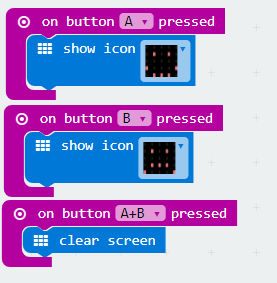 on button A pressed
show icon
on button B pressed
show icon
on button A+B pressed
clear screen